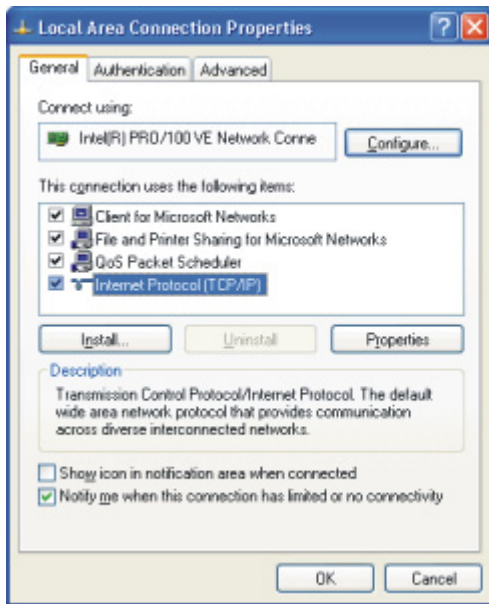 Local Area Connection Properties
General Authentication Advanced
Connect using:
Intel(R) PRO/100 VE Network Conne Configure...
This connection uses the following items:
Client for Microsoft Networks
File and Printer Sharing for Microsoft Networks
QoS Packet Scheduler
Internet Protocol (TCP/IP)
Install... Uninstall Properties
Description
Transmission Control Protocol/Internet Protocol. The default
wide area network protocol that provides communication
across diverse interconnected networks.
Show icon in notification area when connected
Notify me when this connection has limited or no connectivity
OK Cancel